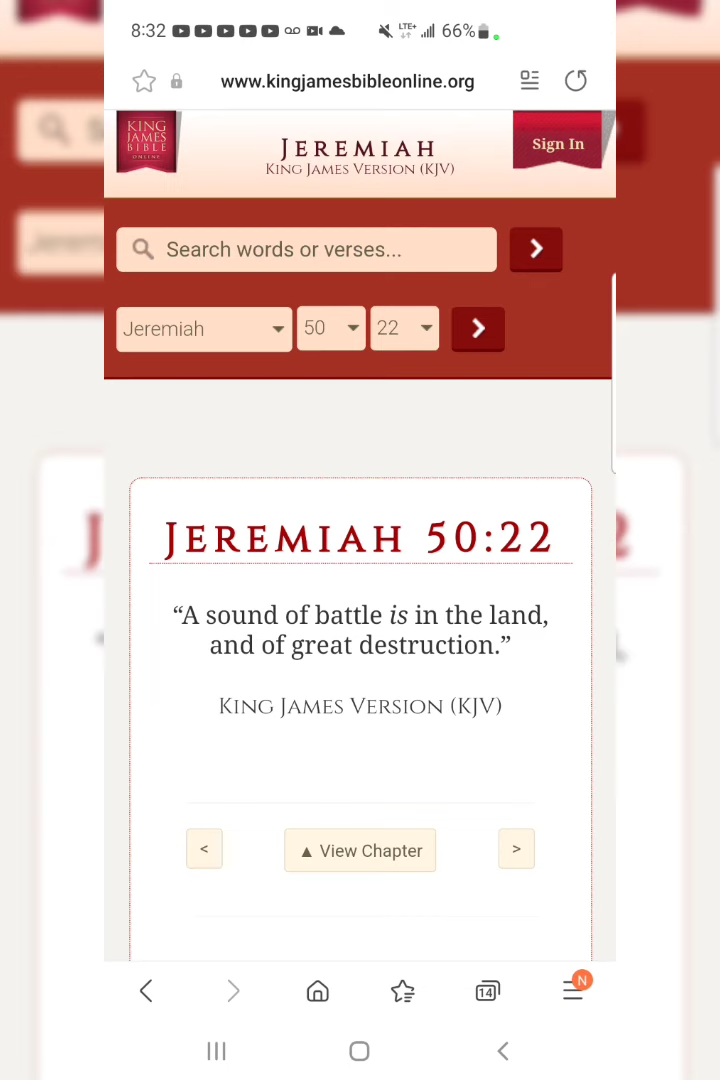 8:32 LTE+ 66%
www.kingjamesbibleonline.org
KING
JAMES
BIBLE
ONLINE
JEREMIAH
KING JAMES VERSION (KJV)
Sign In
Search words or verses...
Jeremiah 50 22
JEREMIAH 50:22
“A sound of battle is in the land,
and of great destruction.”
KING JAMES VERSION (KJV)
< ▲ View Chapter >
14 N